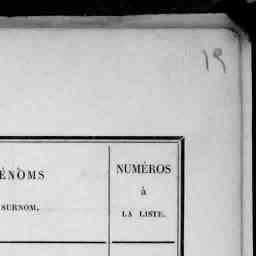 19
ÉNOMS
SURNOM.
NUMÉROS
à
LA LISTE.